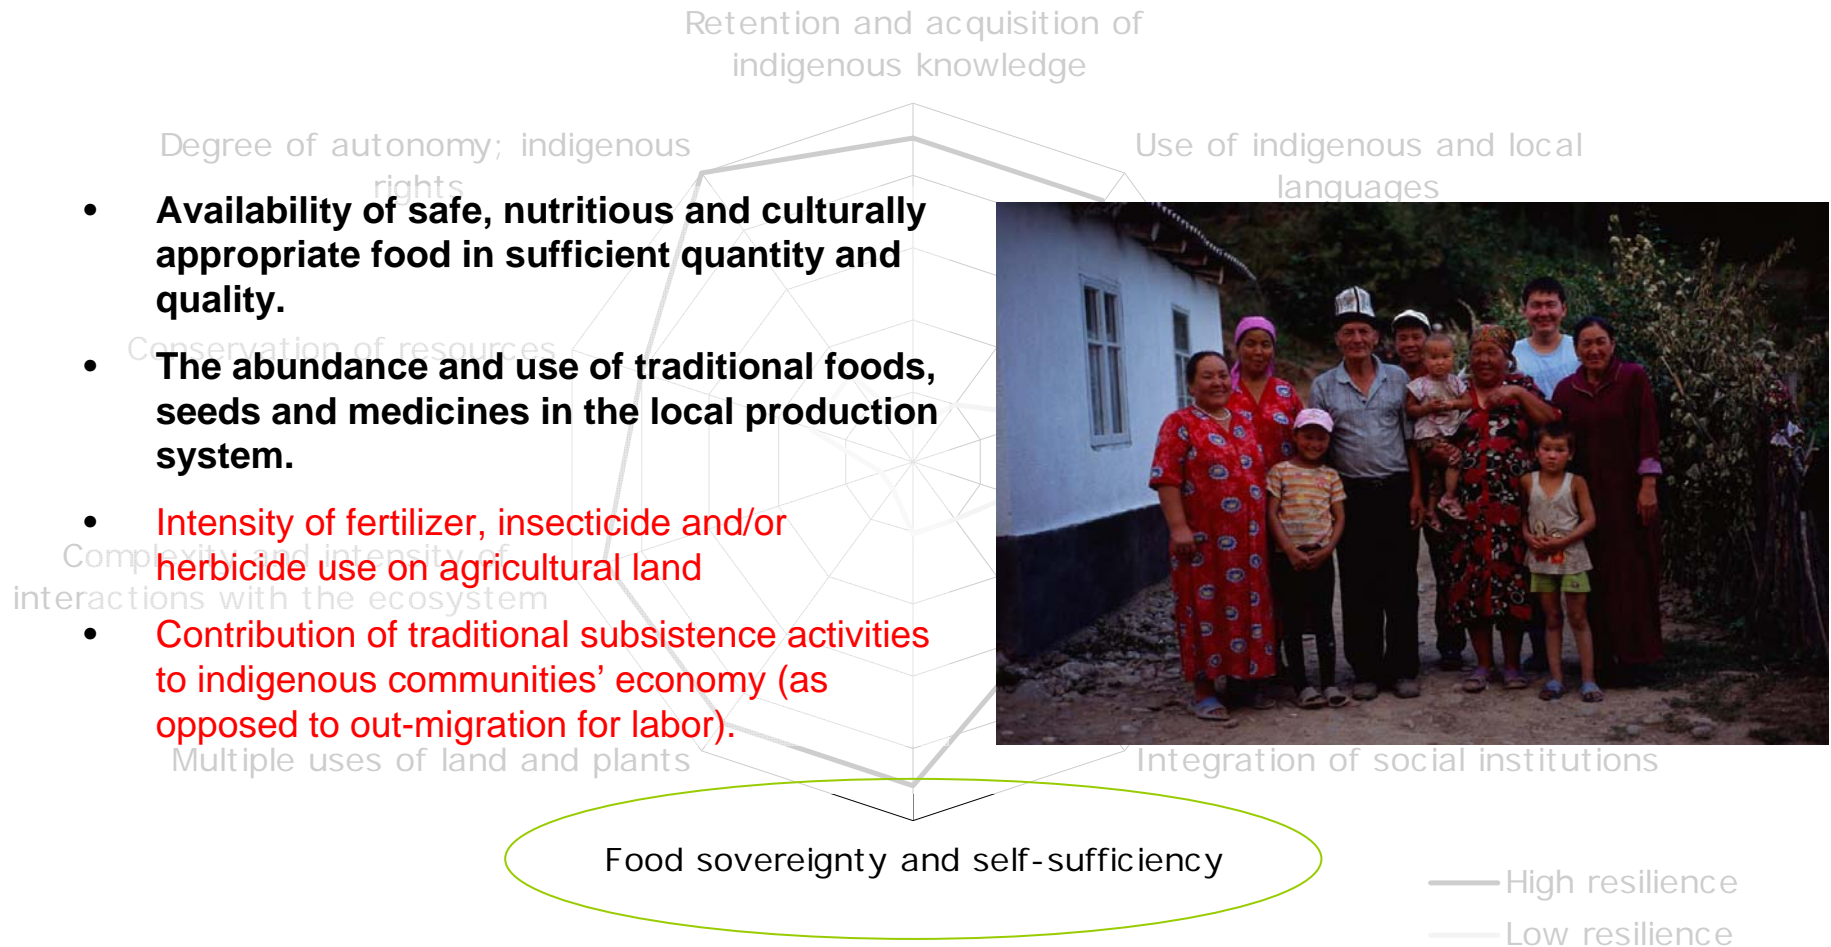 Retention and acquisition of
indigenous knowledge
Degree of autonomy; indigenous
rights
Use of indigenous and local
languages
• Availability of safe, nutritious and culturally
appropriate food in sufficient quantity and
quality.
Conservation of resources
• The abundance and use of traditional foods,
seeds and medicines in the local production
system.
• Intensity of fertilizer, insecticide and/or
herbicide use on agricultural land
Complexity and intensity of
interactions with the ecosystem
• Contribution of traditional subsistence activities
to indigenous communities’ economy (as
opposed to out-migration for labor).
Multiple uses of land and plants
Integration of social institutions
Food sovereignty and self-sufficiency
High resilience
Low resilience